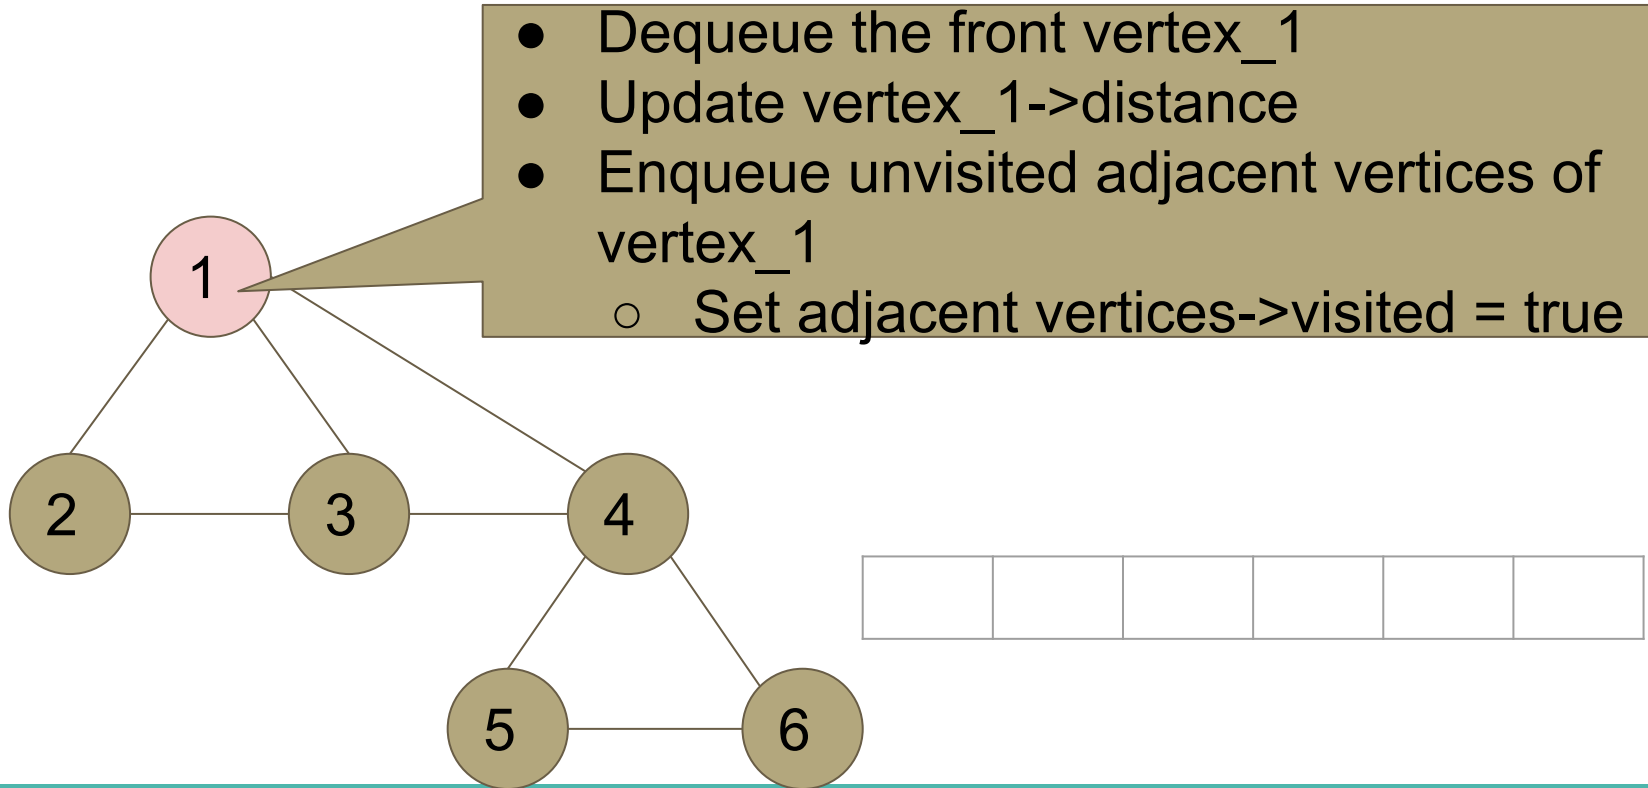 ● Dequeue the front vertex_1
● Update vertex_1->distance
● Enqueue unvisited adjacent vertices of
vertex_1
○ Set adjacent vertices->visited = true
1
2 3 4
5 6